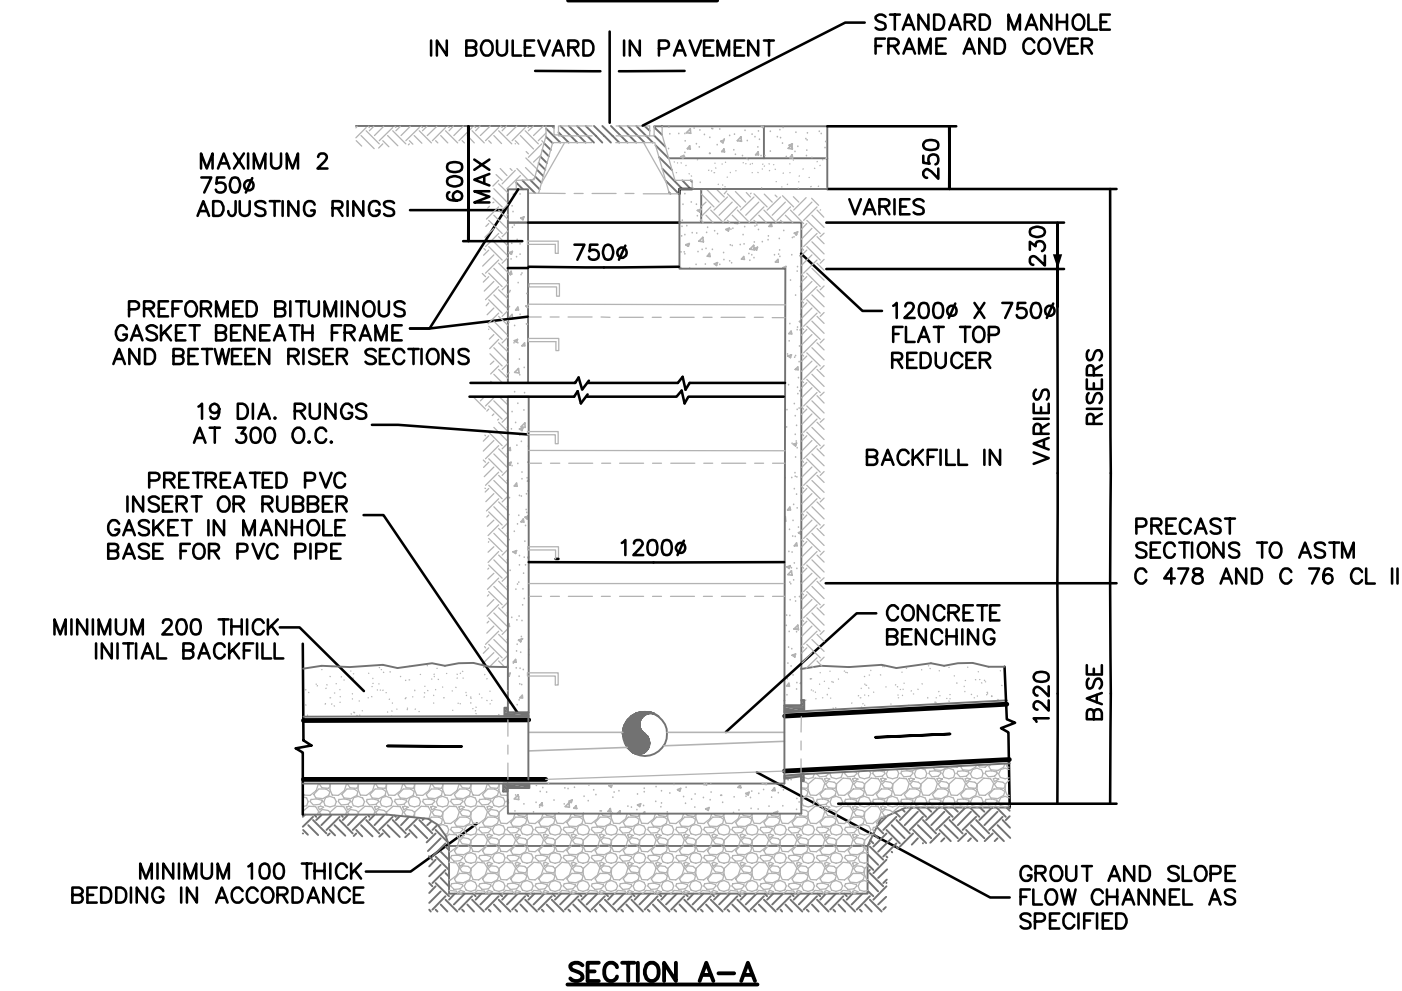 STANDARD MANHOLE
FRAME AND COVER
IN BOULEVARD
IN PAVEMENT
MAXIMUM 2
750ø
ADJUSTING RINGS
600
MAX
250
VARIES
230
750ø
PREFORMED BITUMINOUS
GASKET BENEATH FRAME
AND BETWEEN RISER SECTIONS
1200ø X 750ø
FLAT TOP
REDUCER
RISERS
VARIES
19 DIA. RUNGS
AT 300 O.C.
BACKFILL IN
PRETREATED PVC
INSERT OR RUBBER
GASKET IN MANHOLE
BASE FOR PVC PIPE
1200ø
PRECAST
SECTIONS TO ASTM
C 478 AND C 76 CL II
CONCRETE
BENCHING
MINIMUM 200 THICK
INITIAL BACKFILL
1220
BASE
MINIMUM 100 THICK
BEDDING IN ACCORDANCE
GROUT AND SLOPE
FLOW CHANNEL AS
SPECIFIED
SECTION A-A